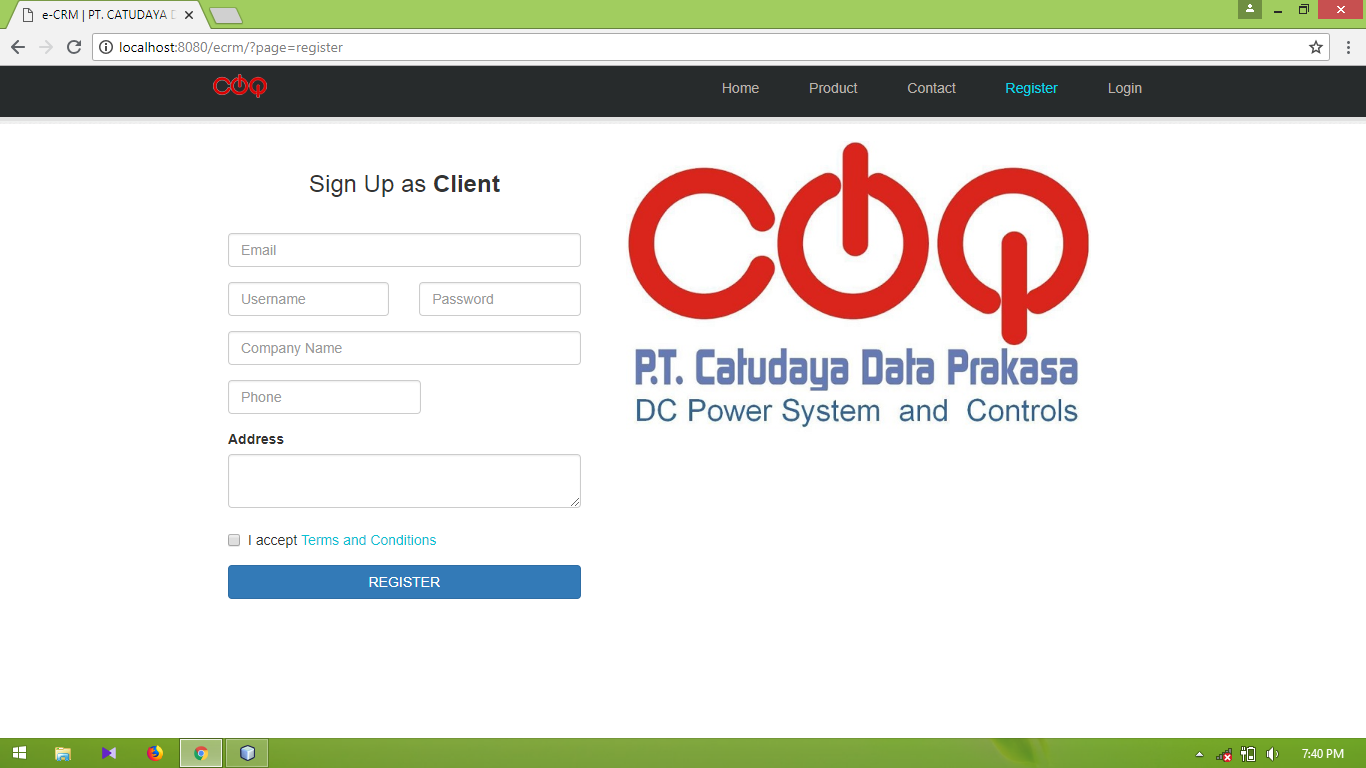 e-CRM | PT. CATUDAYA D
localhost:8080/ecrm/?page=register
CDP
Home Product Contact Register Login
Sign Up as Client
Email
Username Password
Company Name
Phone
Address
I accept Terms and Conditions
REGISTER
CDP
P.T. Catudaya Data Prakasa
DC Power System and Controls
7:40 PM